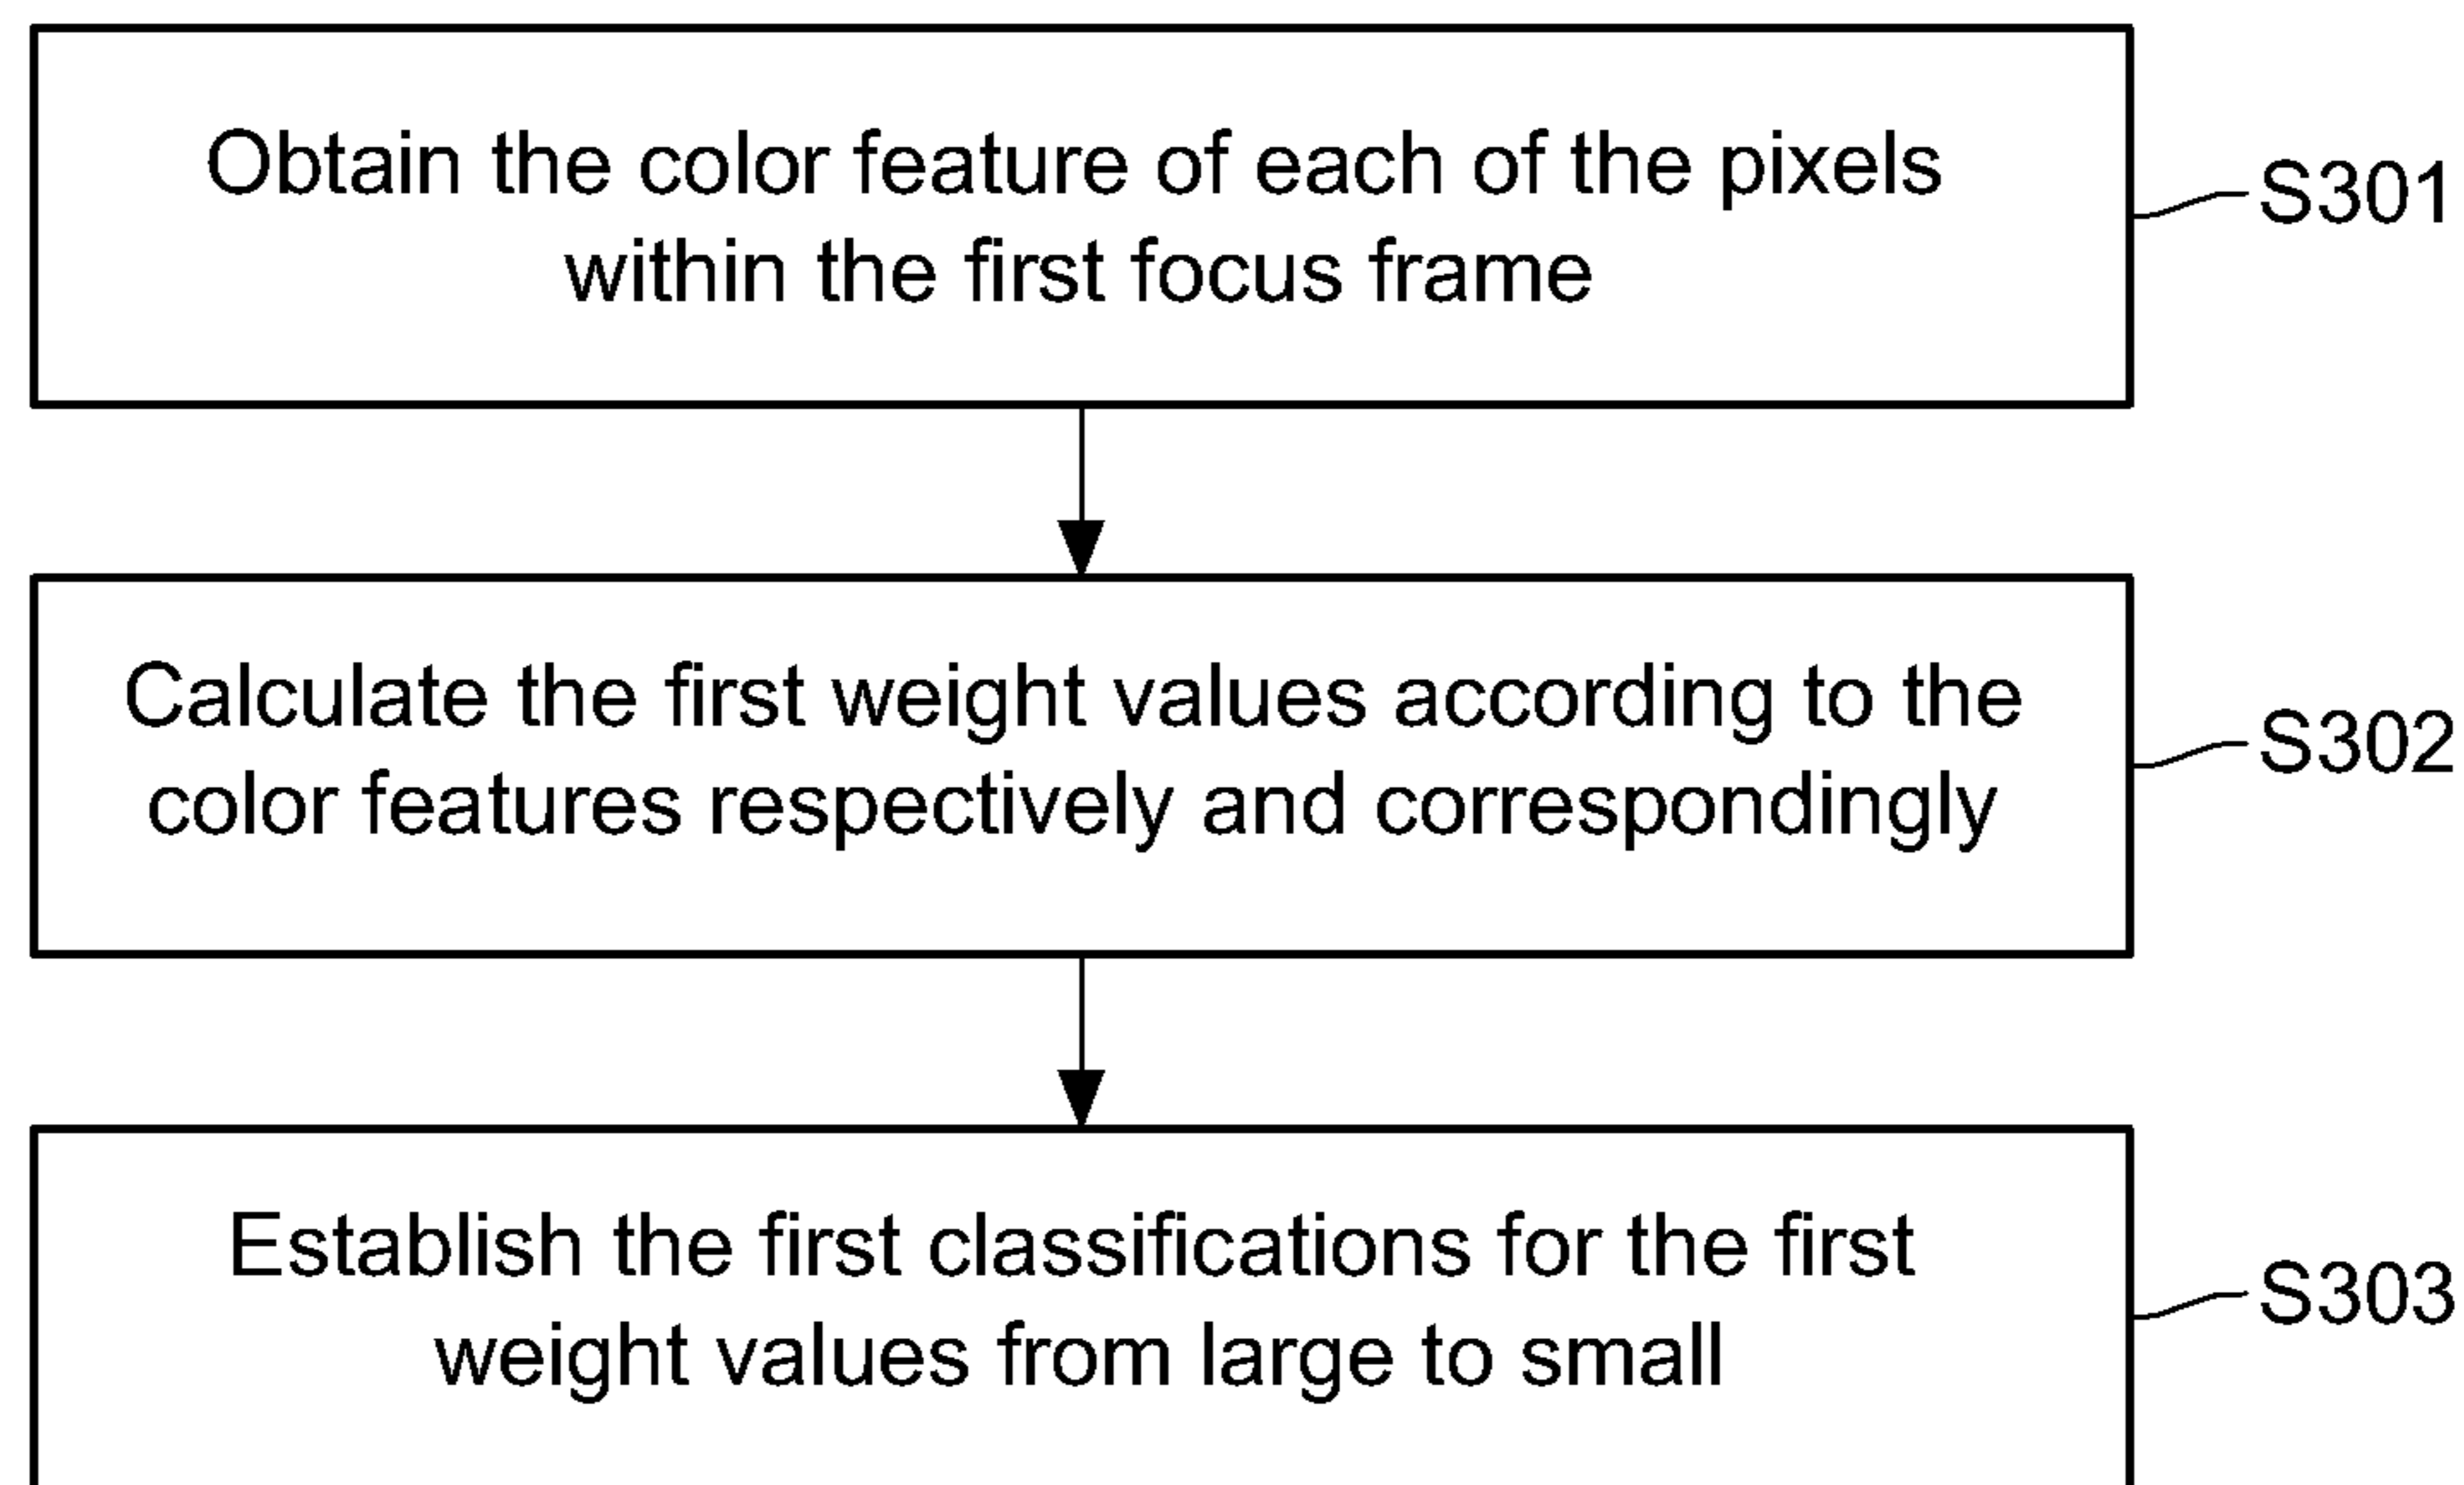 Obtain the color feature of each of the pixels
within the first focus frame
S301
Calculate the first weight values according to the
color features respectively and correspondingly
S302
Establish the first classifications for the first
weight values from large to small
S303